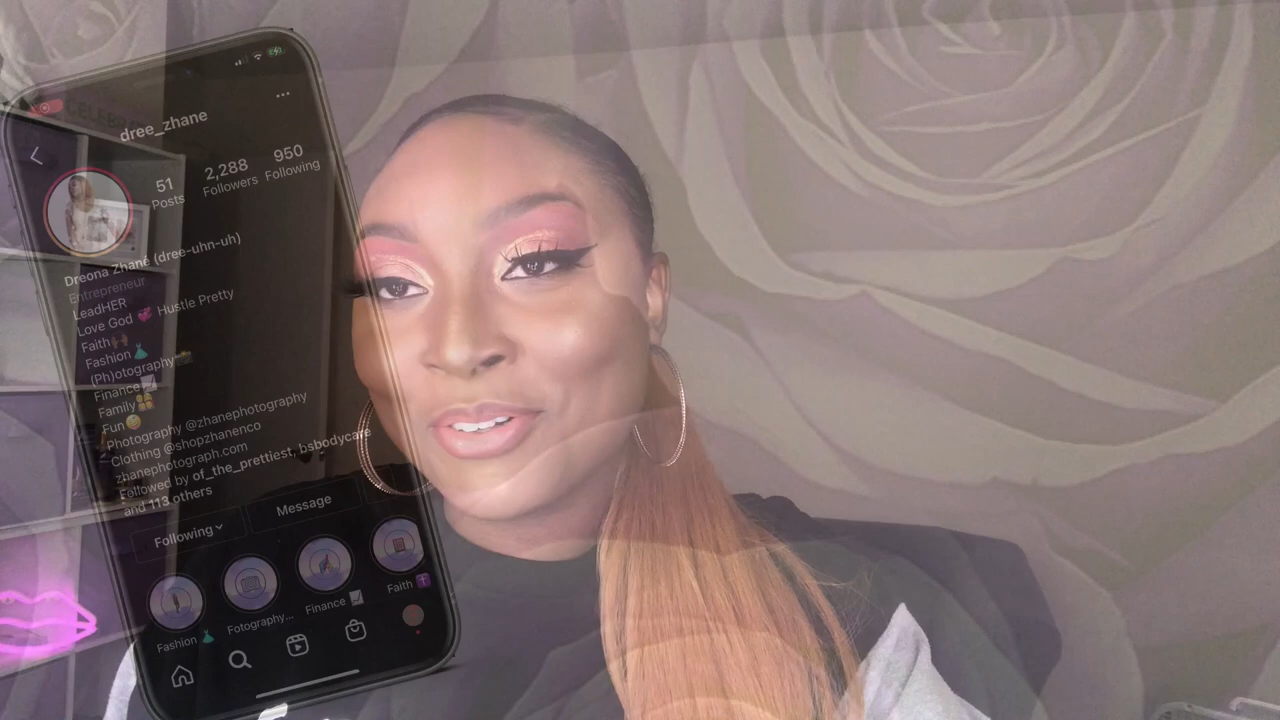 dree_zhane
51 2,288 950
Posts Followers Following
Dreona Zhané (dree-uhn-uh)
Entrepreneur
LeadHER
Love God 💞 Hustle Pretty
Faith🙌🏾
Fashion 👗
(Ph)otography📸
Finance 📈
Family👨‍👩‍👧‍👦
Fun😜
Photography @zhanephotography
Clothing @shopzhanenco
zhanephotograph.com
Followed by of_the_prettiest, bsbodycare
and 113 others
Following Message
Fashion 👗 Fotography... Finance 📈 Faith ✝️